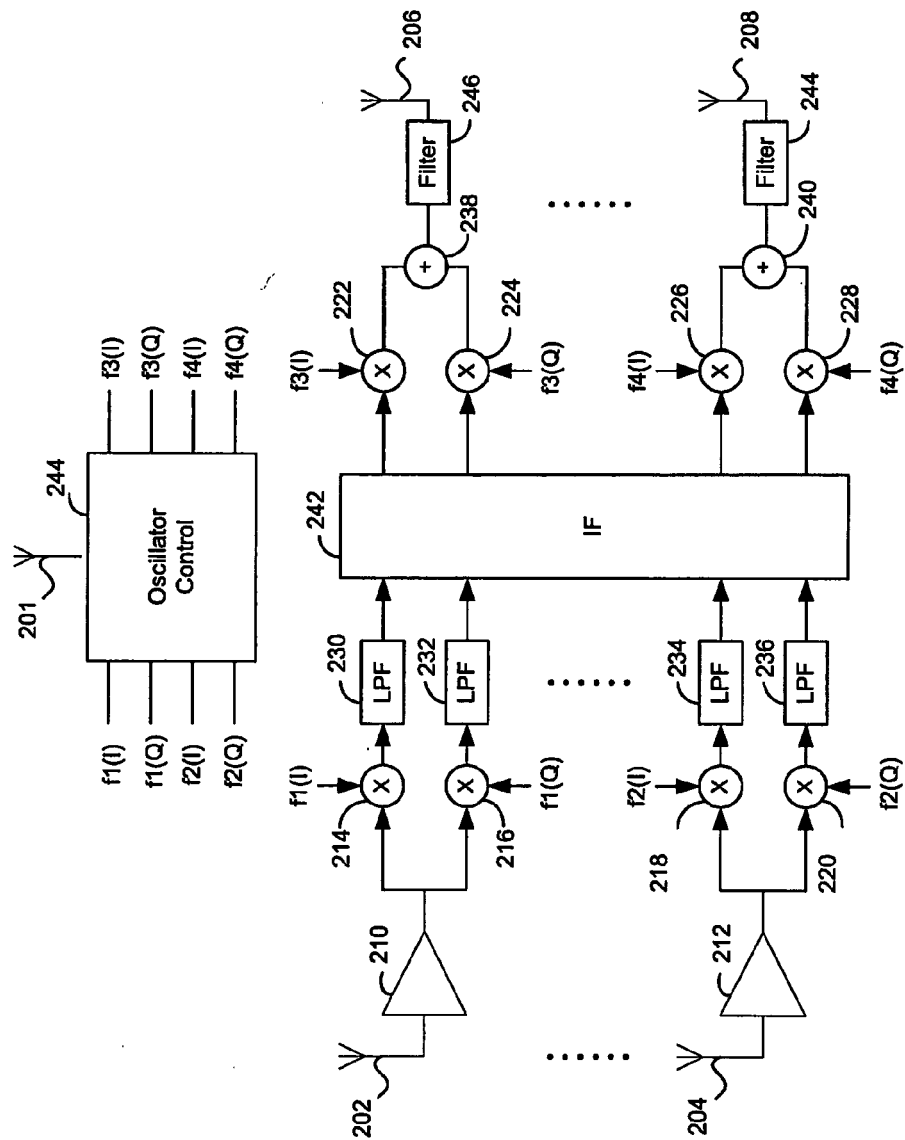 201
244
f1(I)
f1(Q)
f2(I)
f2(Q)
Oscillator
Control
f3(I)
f3(Q)
f4(I)
f4(Q)
202
210
f1(I)
X
214
LPF
230
X
216
f1(Q)
LPF
232
242
IF
f3(I)
X
222
X
224
f3(Q)
+
238
Filter
246
206
......
......
......
204
212
f2(I)
X
218
LPF
234
X
220
f2(Q)
LPF
236
f4(I)
X
226
X
228
f4(Q)
+
240
Filter
244
208